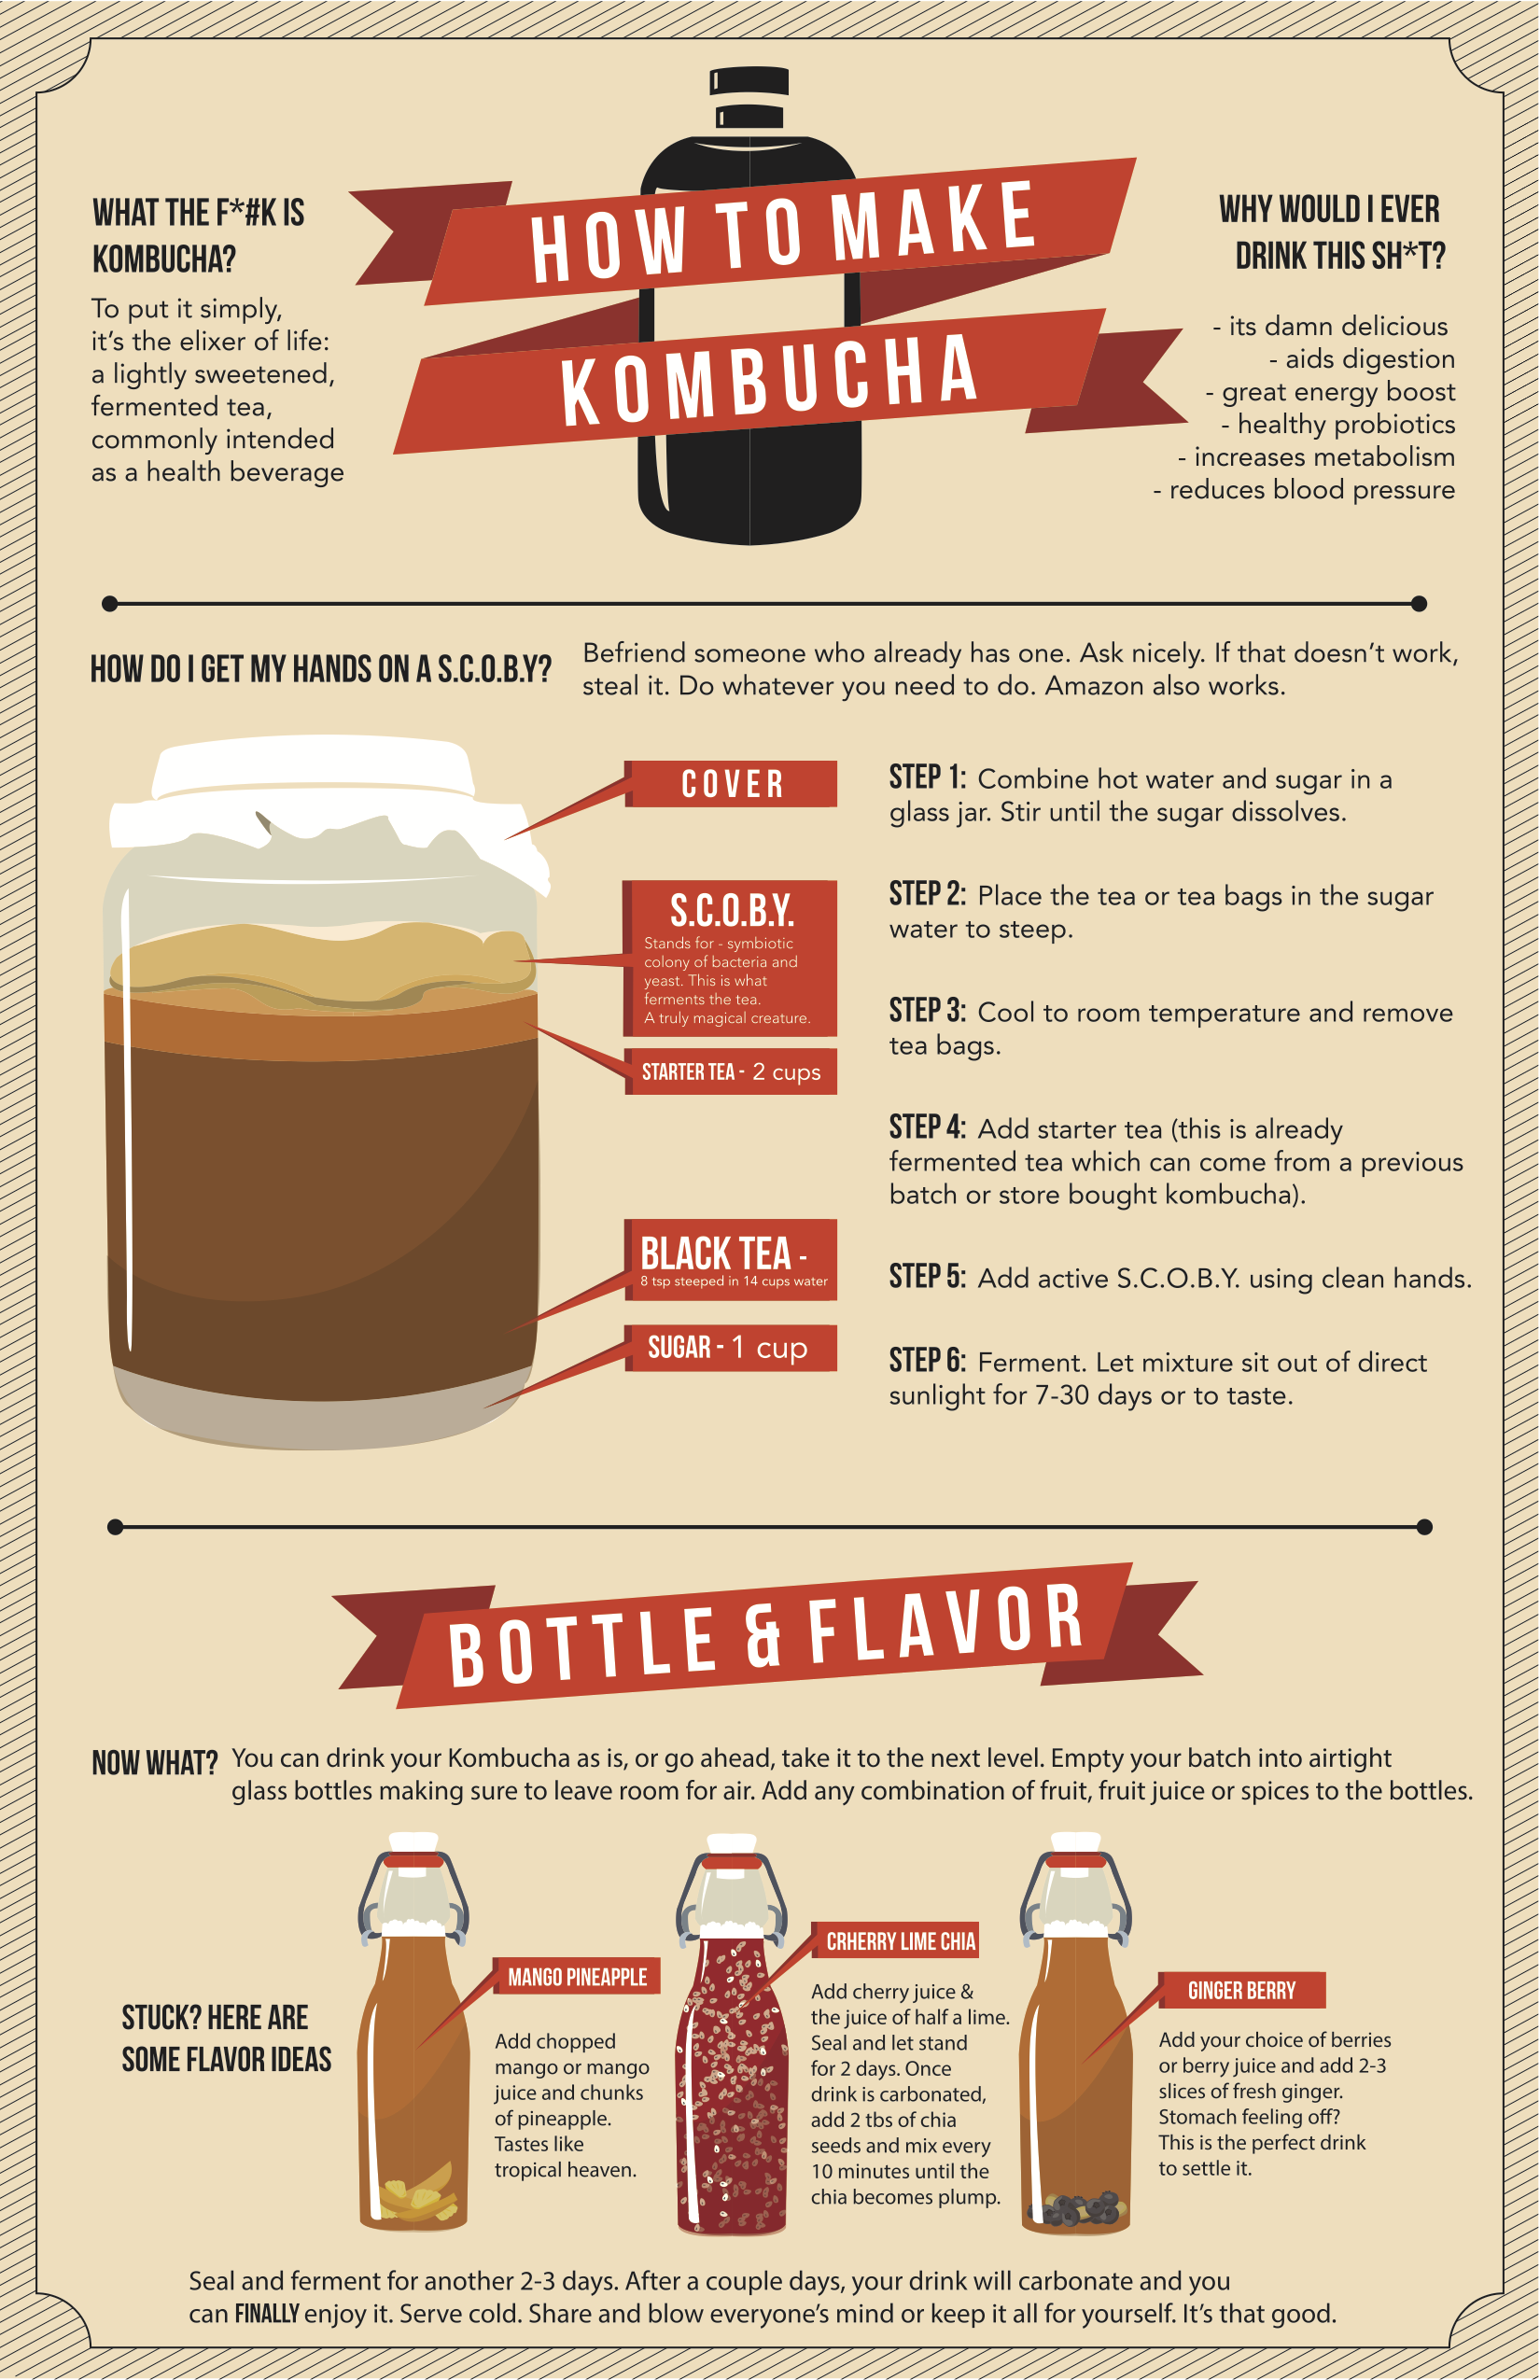 WHAT THE F*#K IS
KOMBUCHA?
To put it simply,
it's the elixer of life:
a lightly sweetened,
fermented tea,
commonly intended
as a health beverage
HOW TO MAKE
KOMBUCHA
WHY WOULD I EVER
DRINK THIS SH*T?
- its damn delicious
- aids digestion
- great energy boost
- healthy probiotics
- increases metabolism
- reduces blood pressure
HOW DO I GET MY HANDS ON A S.C.O.B.Y?
Befriend someone who already has one. Ask nicely. If that doesn't work,
steal it. Do whatever you need to do. Amazon also works.
COVER
S.C.O.B.Y.
Stands for - symbiotic
colony of bacteria and
yeast. This is what
ferments the tea.
A truly magical creature.
STARTER TEA - 2 cups
BLACK TEA -
8 tsp steeped in 14 cups water
SUGAR - 1 cup
STEP 1: Combine hot water and sugar in a
glass jar. Stir until the sugar dissolves.
STEP 2: Place the tea or tea bags in the sugar
water to steep.
STEP 3: Cool to room temperature and remove
tea bags.
STEP 4: Add starter tea (this is already
fermented tea which can come from a previous
batch or store bought kombucha).
STEP 5: Add active S.C.O.B.Y. using clean hands.
STEP 6: Ferment. Let mixture sit out of direct
sunlight for 7-30 days or to taste.
BOTTLE & FLAVOR
NOW WHAT? You can drink your Kombucha as is, or go ahead, take it to the next level. Empty your batch into airtight
glass bottles making sure to leave room for air. Add any combination of fruit, fruit juice or spices to the bottles.
STUCK? HERE ARE
SOME FLAVOR IDEAS
MANGO PINEAPPLE
Add chopped
mango or mango
juice and chunks
of pineapple.
Tastes like
tropical heaven.
CRHERRY LIME CHIA
Add cherry juice &
the juice of half a lime.
Seal and let stand
for 2 days. Once
drink is carbonated,
add 2 tbs of chia
seeds and mix every
10 minutes until the
chia becomes plump.
GINGER BERRY
Add your choice of berries
or berry juice and add 2-3
slices of fresh ginger.
Stomach feeling off?
This is the perfect drink
to settle it.
Seal and ferment for another 2-3 days. After a couple days, your drink will carbonate and you
can FINALLY enjoy it. Serve cold. Share and blow everyone's mind or keep it all for yourself. It's that good.